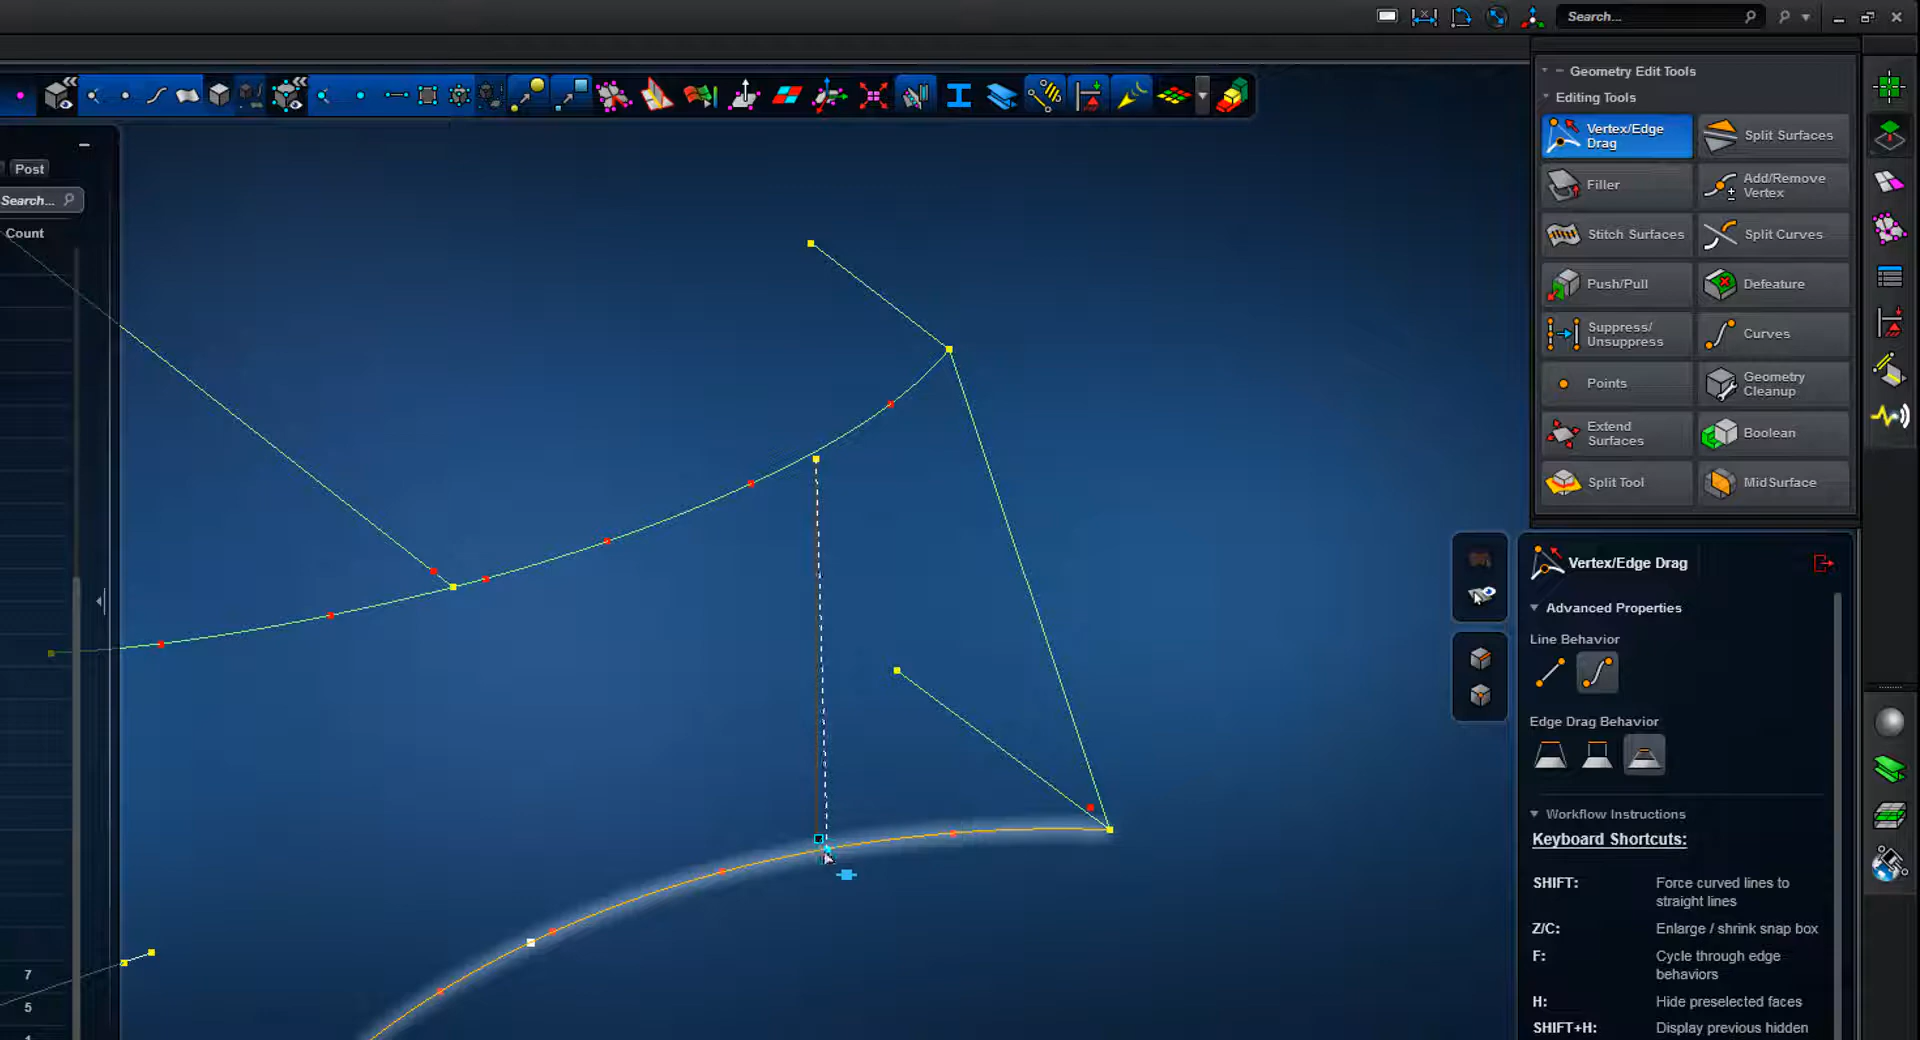 Search...
Post
Search...
Count
7
5
Geometry Edit Tools
Editing Tools
Vertex/Edge
Drag
Split Surfaces
Filler
Add/Remove
Vertex
Stitch Surfaces
Split Curves
Push/Pull
Defeature
Suppress/
Unsuppress
Curves
Points
Geometry
Cleanup
Extend
Surfaces
Boolean
Split Tool
MidSurface
Vertex/Edge Drag
Advanced Properties
Line Behavior
Edge Drag Behavior
Workflow Instructions
Keyboard Shortcuts:
SHIFT: Force curved lines to
straight lines
Z/C: Enlarge / shrink snap box
F: Cycle through edge
behaviors
H: Hide preselected faces
SHIFT+H: Display previous hidden